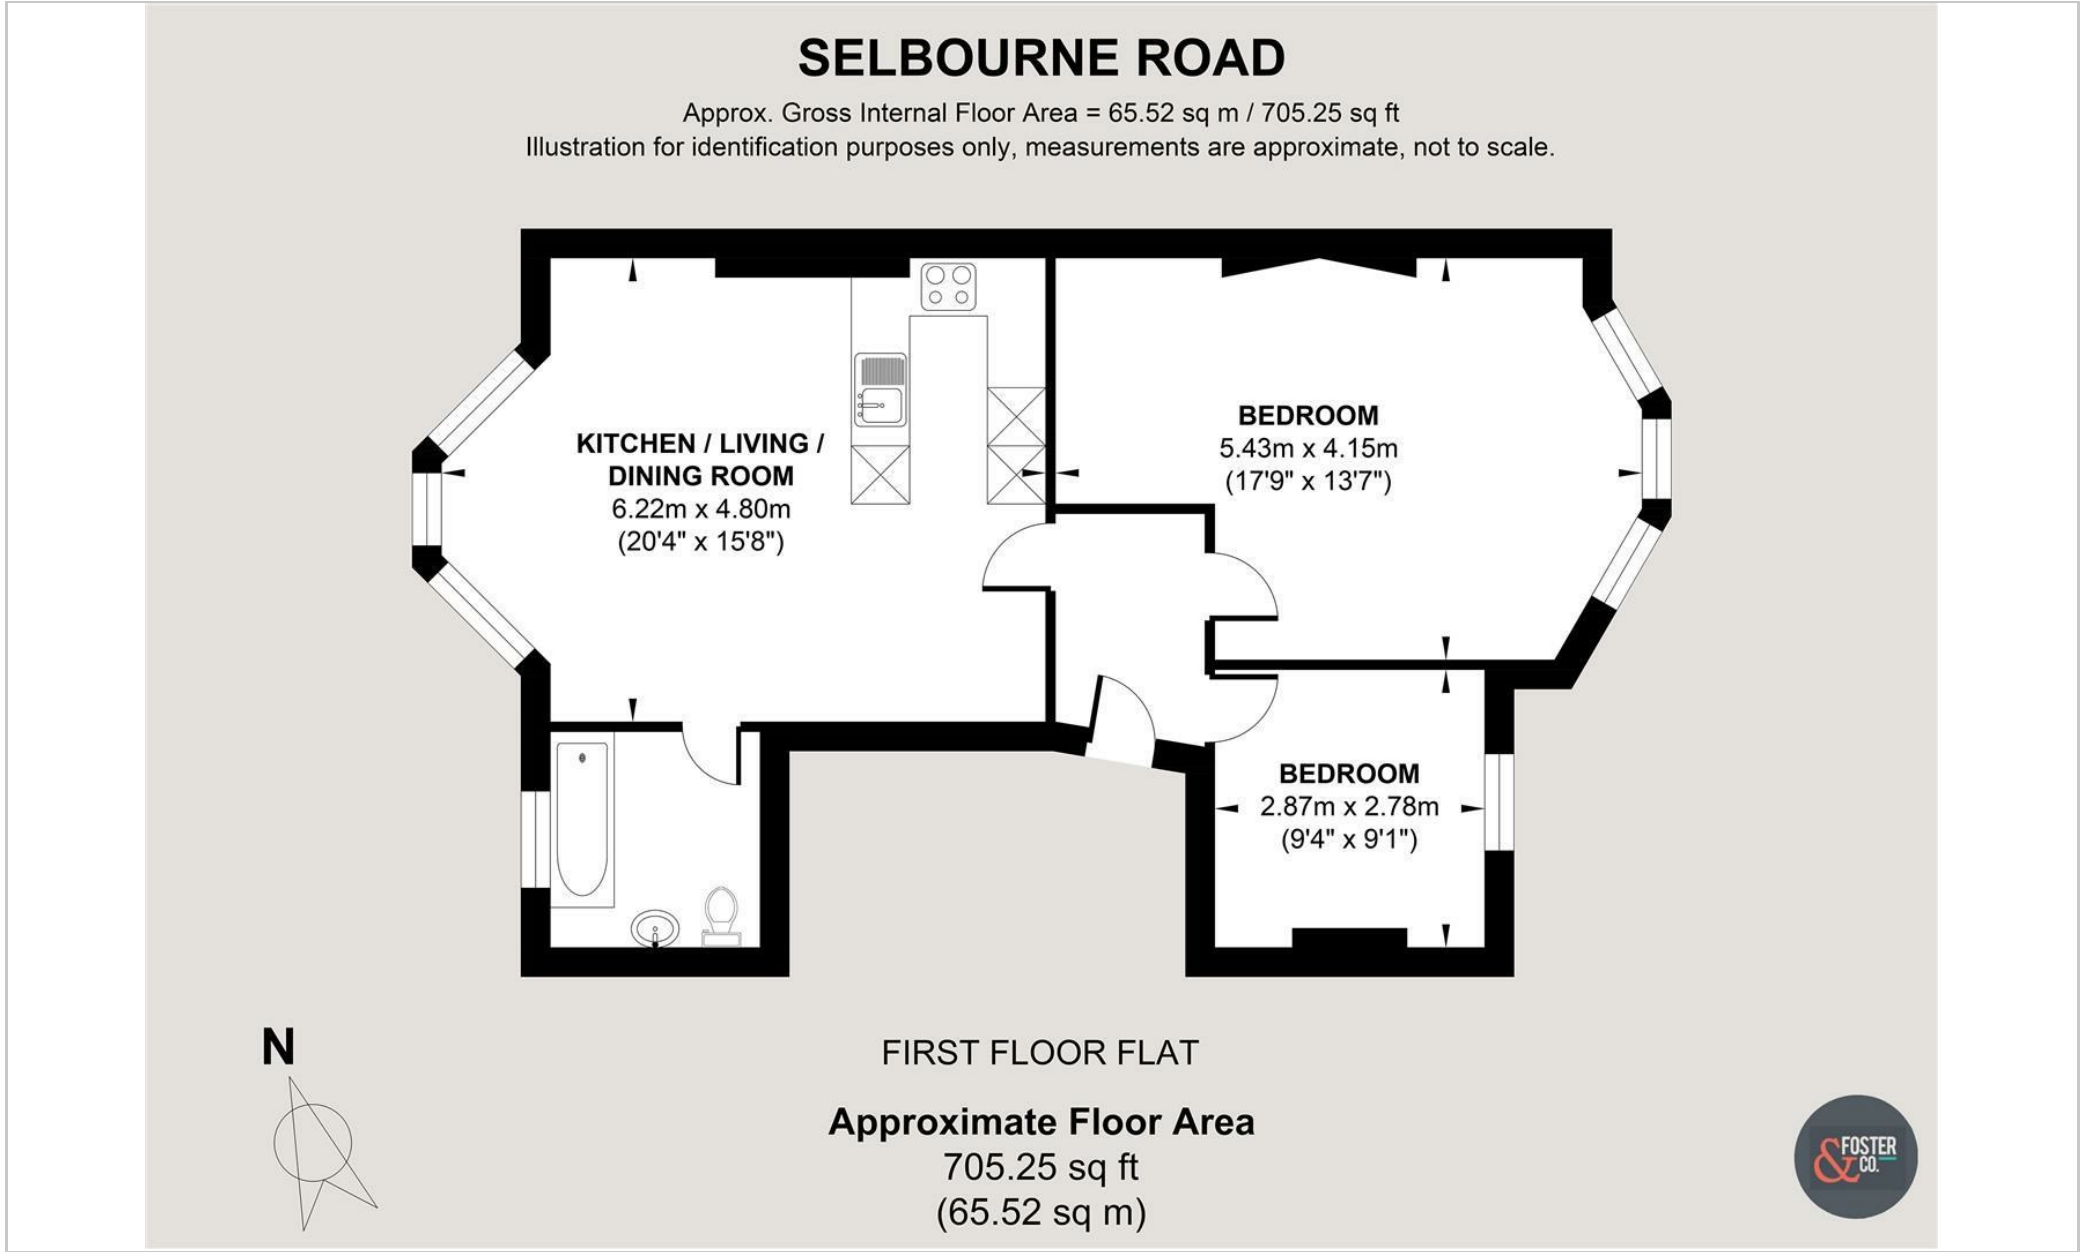 SELBOURNE ROAD
Approx. Gross Internal Floor Area = 65.52 sq m / 705.25 sq ft
Illustration for identification purposes only, measurements are approximate, not to scale.
KITCHEN / LIVING /
DINING ROOM
6.22m x 4.80m
(20'4" x 15'8")
BEDROOM
5.43m x 4.15m
(17'9" x 13'7")
BEDROOM
2.87m x 2.78m
(9'4" x 9'1")
N
FIRST FLOOR FLAT
Approximate Floor Area
705.25 sq ft
(65.52 sq m)
&FOSTER
CO.